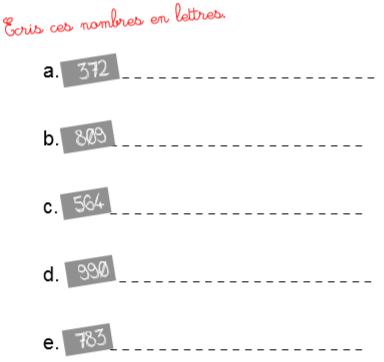 Ecris ces nombres en lettres.
a. 372 _ _ _ _ _ _ _ _ _ _ _ _ _ _ _ _ _ _ _ _
b. 809 _ _ _ _ _ _ _ _ _ _ _ _ _ _ _ _ _ _ _ _
c. 564 _ _ _ _ _ _ _ _ _ _ _ _ _ _ _ _ _ _ _ _
d. 990 _ _ _ _ _ _ _ _ _ _ _ _ _ _ _ _ _ _ _ _
e. 783 _ _ _ _ _ _ _ _ _ _ _ _ _ _ _ _ _ _ _ _